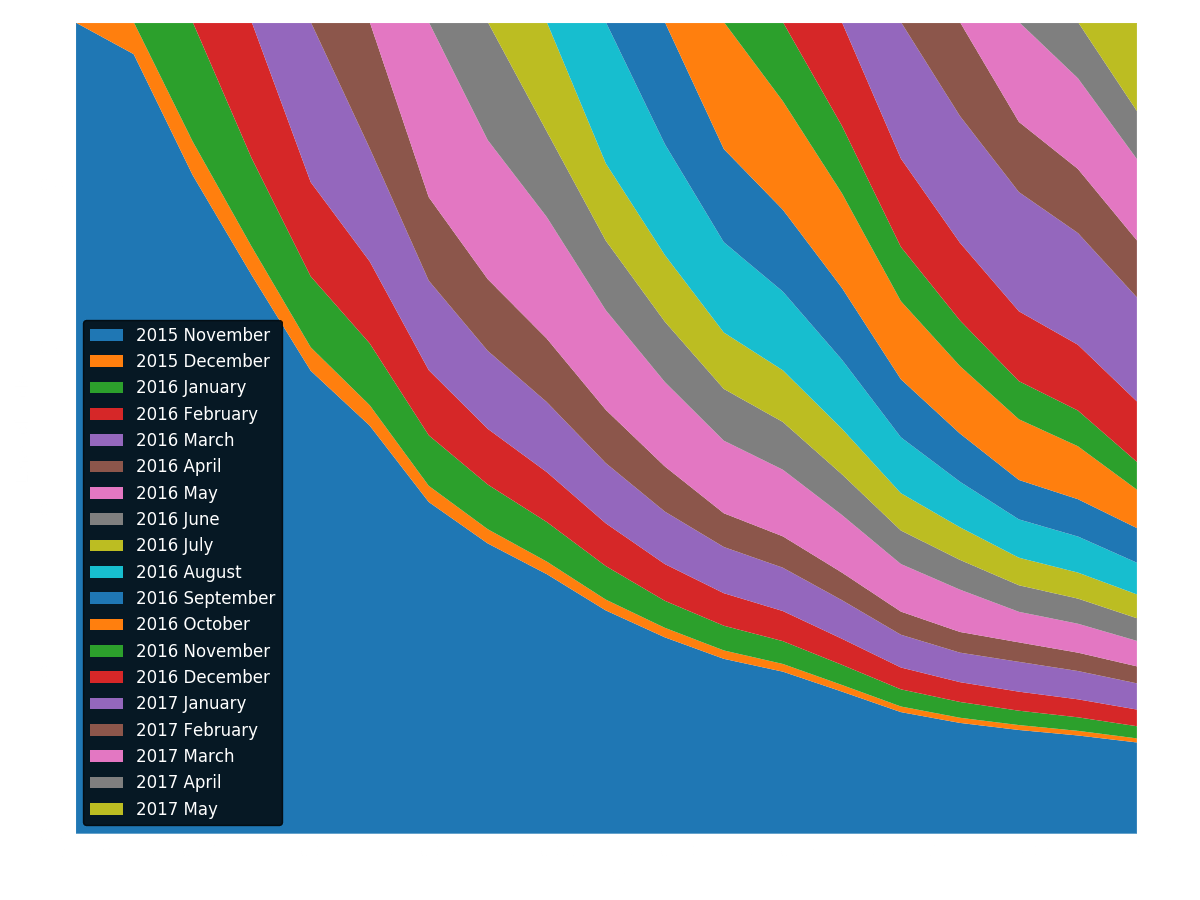 2015 November
2015 December
2016 January
2016 February
2016 March
2016 April
2016 May
2016 June
2016 July
2016 August
2016 September
2016 October
2016 November
2016 December
2017 January
2017 February
2017 March
2017 April
2017 May